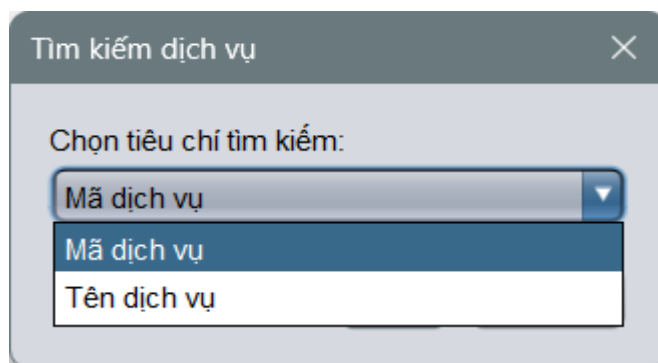 Tìm kiếm dịch vụ
Chọn tiêu chí tìm kiếm:
Mã dịch vụ
Mã dịch vụ
Tên dịch vụ